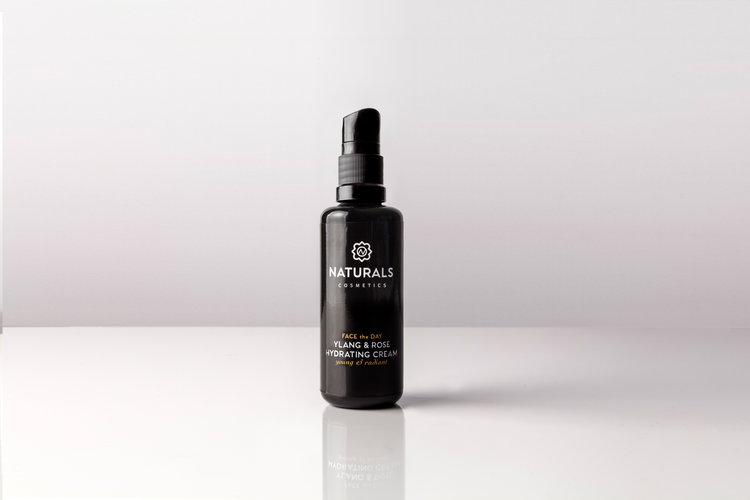 NATURALS
COSMETICS
FACE the DAY
YLANG & ROSE
HYDRATING CREAM
young & radiant